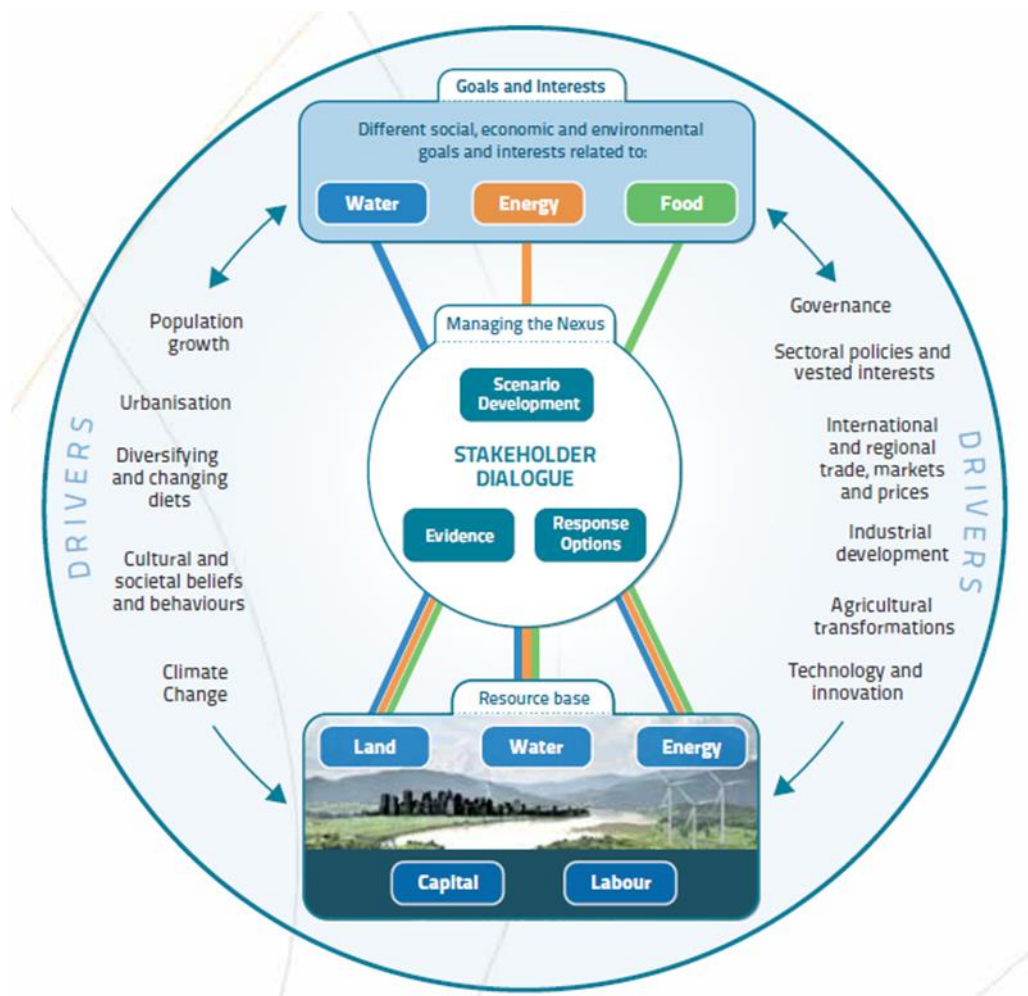 Goals and Interests
Different social, economic and environmental
goals and interests related to:
Water
Energy
Food
DRIVERS
Population
growth
Urbanisation
Diversifying
and changing
diets
Cultural and
societal beliefs
and behaviours
Climate
Change
Managing the Nexus
Scenario
Development
STAKEHOLDER
DIALOGUE
Evidence
Response
Options
Governance
Sectoral policies and
vested interests
International
and regional
trade, markets
and prices
Industrial
development
Agricultural
transformations
Technology and
innovation
DRIVERS
Resource base
Land
Water
Energy
Capital
Labour